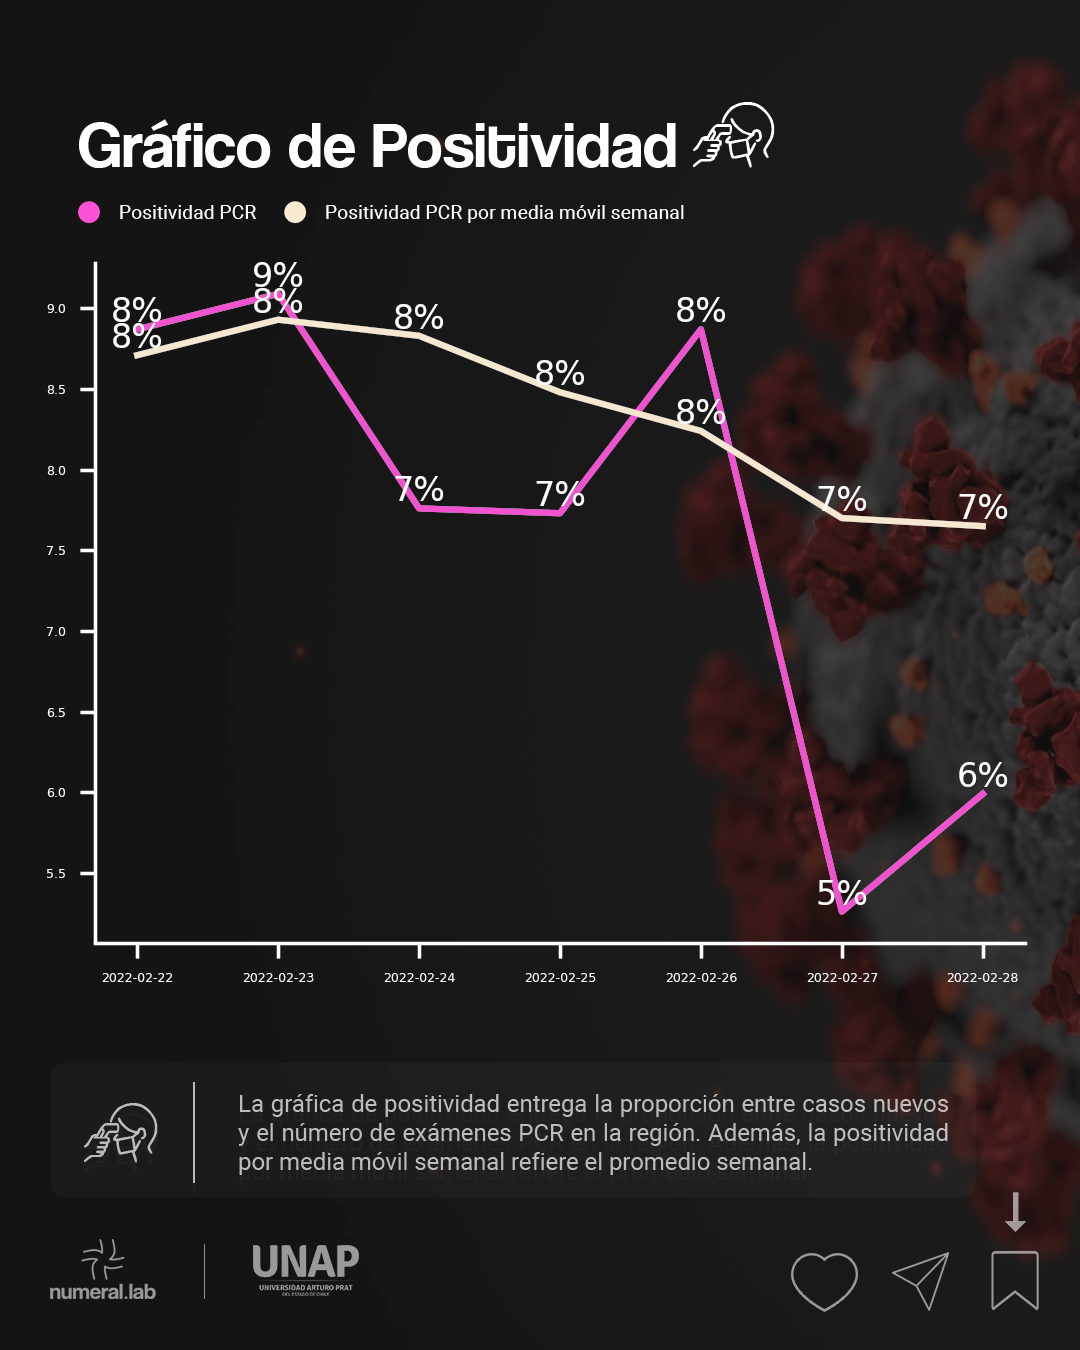 Gráfico de Positividad
Positividad PCR
Positividad PCR por media móvil semanal
9.0
8.5
8.0
7.5
7.0
6.5
6.0
5.5
8%
9%
7%
7%
8%
5%
6%
8%
8%
8%
8%
8%
7%
7%
2022-02-22
2022-02-23
2022-02-24
2022-02-25
2022-02-26
2022-02-27
2022-02-28
La gráfica de positividad entrega la proporción entre casos nuevos
y el número de exámenes PCR en la región. Además, la positividad
por media móvil semanal refiere el promedio semanal.
numeral.lab
UNAP
UNIVERSIDAD ARTURO PRAT
DEL ESTADO DE CHILE